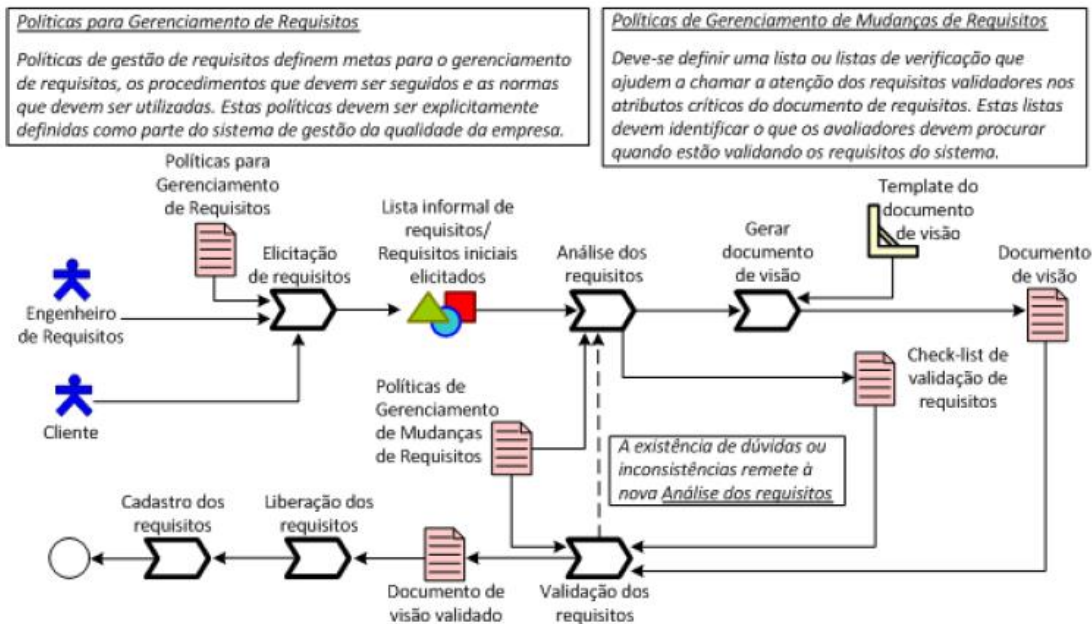 Políticas para Gerenciamento de Requisitos
Políticas de gestão de requisitos definem metas para o gerenciamento
de requisitos, os procedimentos que devem ser seguidos e as normas
que devem ser utilizadas. Estas políticas devem ser explicitamente
definidas como parte do sistema de gestão da qualidade da empresa.
Políticas de Gerenciamento de Mudanças de Requisitos
Deve-se definir uma lista ou listas de verificação que
ajudem a chamar a atenção dos requisitos validadores nos
atributos críticos do documento de requisitos. Estas listas
devem identificar o que os avaliadores devem procurar
quando estão validando os requisitos do sistema.
Políticas para
Gerenciamento
de Requisitos
Elicitação
de requisitos
Lista informal de
requisitos/
Requisitos iniciais
elicitados
Análise dos
requisitos
Gerar
documento
de visão
Template do
documento
de visão
Documento
de visão
Engenheiro
de Requisitos
Cliente
Políticas de
Gerenciamento
de Mudanças
de Requisitos
Check-list de
validação de
requisitos
A existência de dúvidas ou
inconsistências remete à
nova Análise dos requisitos
Cadastro dos
requisitos
Liberação dos
requisitos
Documento de
visão validado
Validação dos
requisitos